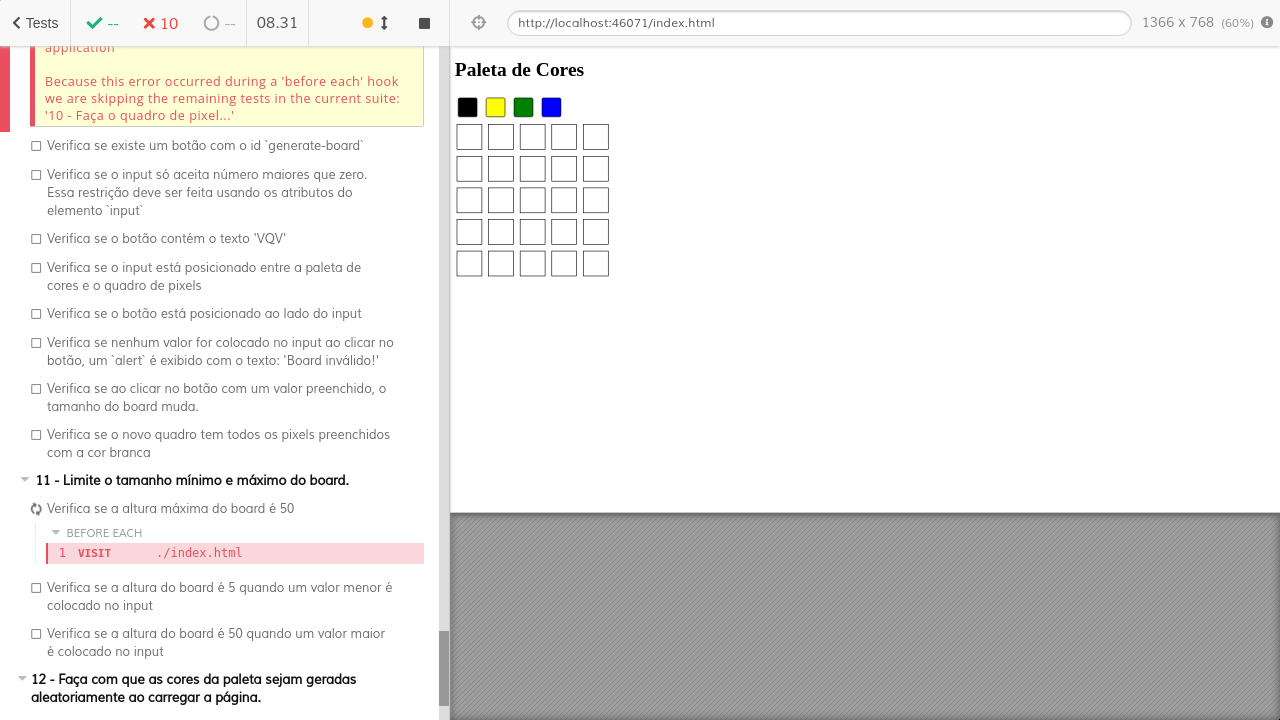 Tests
--
10
--
08.31
http://localhost:46071/index.html
1366 x 768 (60%)
application
Because this error occurred during a 'before each' hook
we are skipping the remaining tests in the current suite:
'10 - Faça o quadro de pixel...'
Verifica se existe um botão com o id `generate-board`
Verifica se o input só aceita número maiores que zero.
Essa restrição deve ser feita usando os atributos do
elemento `input`
Verifica se o botão contém o texto 'VQV'
Verifica se o input está posicionado entre a paleta de
cores e o quadro de pixels
Verifica se o botão está posicionado ao lado do input
Verifica se nenhum valor for colocado no input ao clicar no
botão, um `alert` é exibido com o texto: 'Board inválido!'
Verifica se ao clicar no botão com um valor preenchido, o
tamanho do board muda.
Verifica se o novo quadro tem todos os pixels preenchidos
com a cor branca
11 - Limite o tamanho mínimo e máximo do board.
Verifica se a altura máxima do board é 50
BEFORE EACH
1 VISIT ./index.html
Verifica se a altura do board é 5 quando um valor menor é
colocado no input
Verifica se a altura do board é 50 quando um valor maior
é colocado no input
12 - Faça com que as cores da paleta sejam geradas
aleatoriamente ao carregar a página.
Paleta de Cores